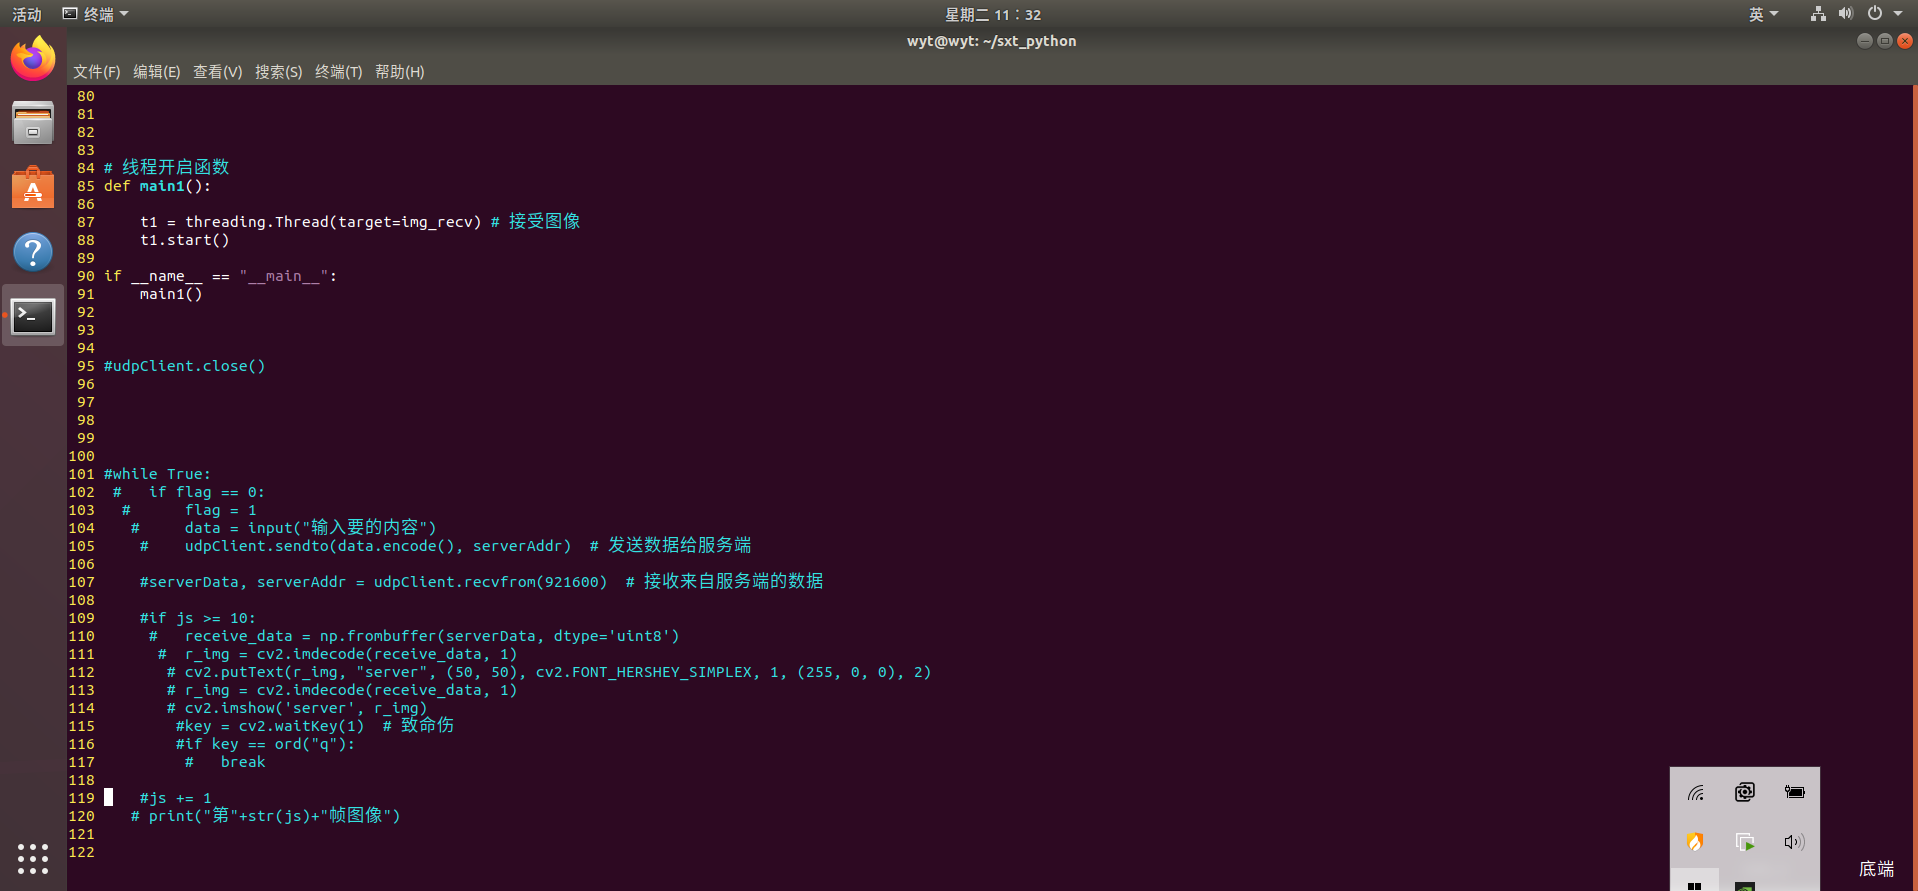 活动 终端 星期二 11：32 英
wyt@wyt: ~/sxt_python
文件(F) 编辑(E) 查看(V) 搜索(S) 终端(T) 帮助(H)
80
81
82
83
84 # 线程开启函数
85 def main1():
86
87     t1 = threading.Thread(target=img_recv) # 接受图像
88     t1.start()
89
90 if __name__ == "__main__":
91     main1()
92
93
94
95 #udpClient.close()
96
97
98
99
100
101 #while True:
102  #   if flag == 0:
103   #      flag = 1
104    #     data = input("输入要的内容")
105     #    udpClient.sendto(data.encode(), serverAddr)  # 发送数据给服务端
106
107     #serverData, serverAddr = udpClient.recvfrom(921600)  # 接收来自服务端的数据
108
109     #if js >= 10:
110      #   receive_data = np.frombuffer(serverData, dtype='uint8')
111       #  r_img = cv2.imdecode(receive_data, 1)
112        # cv2.putText(r_img, "server", (50, 50), cv2.FONT_HERSHEY_SIMPLEX, 1, (255, 0, 0), 2)
113        # r_img = cv2.imdecode(receive_data, 1)
114        # cv2.imshow('server', r_img)
115         #key = cv2.waitKey(1)  # 致命伤
116         #if key == ord("q"):
117          #   break
118
119     #js += 1
120    # print("第"+str(js)+"帧图像")
121
122
底端